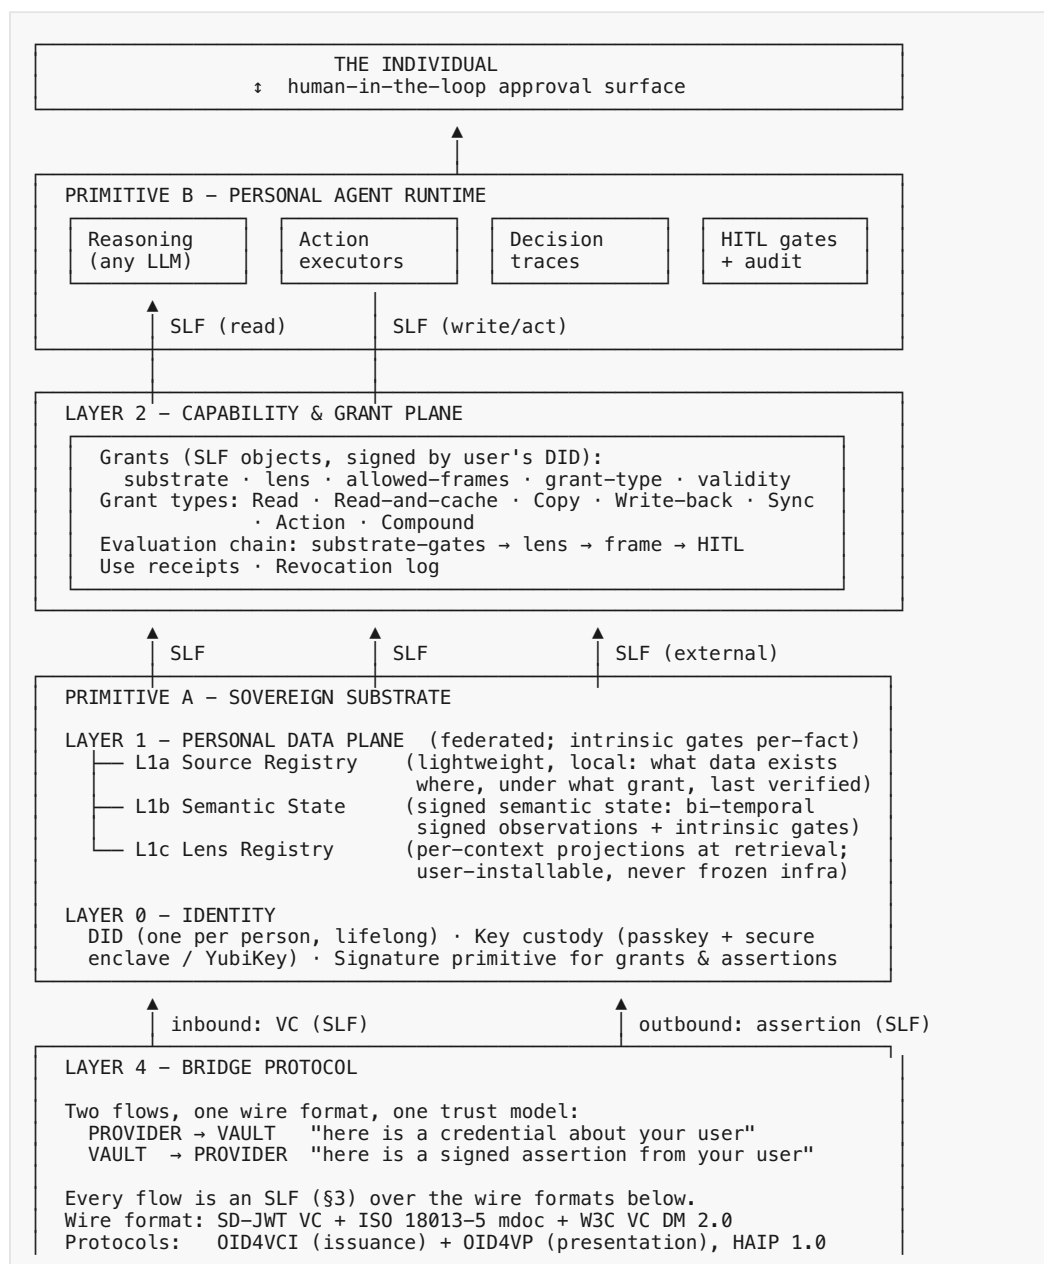 THE INDIVIDUAL
↕ human-in-the-loop approval surface
PRIMITIVE B — PERSONAL AGENT RUNTIME
Reasoning Action Decision HITL gates
(any LLM) executors traces + audit
SLF (read) SLF (write/act)
LAYER 2 — CAPABILITY & GRANT PLANE
Grants (SLF objects, signed by user's DID):
substrate · lens · allowed-frames · grant-type · validity
Grant types: Read · Read-and-cache · Copy · Write-back · Sync
· Action · Compound
Evaluation chain: substrate-gates → lens → frame → HITL
Use receipts · Revocation log
SLF SLF SLF (external)
PRIMITIVE A — SOVEREIGN SUBSTRATE
LAYER 1 — PERSONAL DATA PLANE (federated; intrinsic gates per-fact)
L1a Source Registry (lightweight, local: what data exists
where, under what grant, last verified)
L1b Semantic State (signed semantic state: bi-temporal
signed observations + intrinsic gates)
L1c Lens Registry (per-context projections at retrieval;
user-installable, never frozen infra)
LAYER 0 — IDENTITY
DID (one per person, lifelong) · Key custody (passkey + secure
enclave / YubiKey) · Signature primitive for grants & assertions
inbound: VC (SLF) outbound: assertion (SLF)
LAYER 4 — BRIDGE PROTOCOL
Two flows, one wire format, one trust model:
PROVIDER → VAULT "here is a credential about your user"
VAULT → PROVIDER "here is a signed assertion from your user"
Every flow is an SLF (§3) over the wire formats below.
Wire format: SD-JWT VC + ISO 18013-5 mdoc + W3C VC DM 2.0
Protocols: OID4VCI (issuance) + OID4VP (presentation), HAIP 1.0